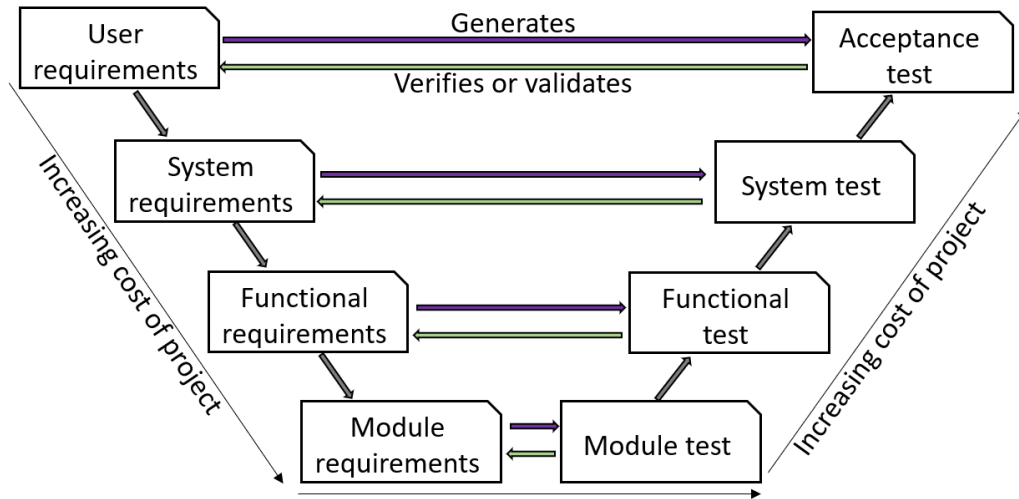 User
requirements
Generates
Verifies or validates
Acceptance
test
System
requirements
System test
Functional
requirements
Functional
test
Module
requirements
Module test
Increasing cost of project
Increasing cost of project